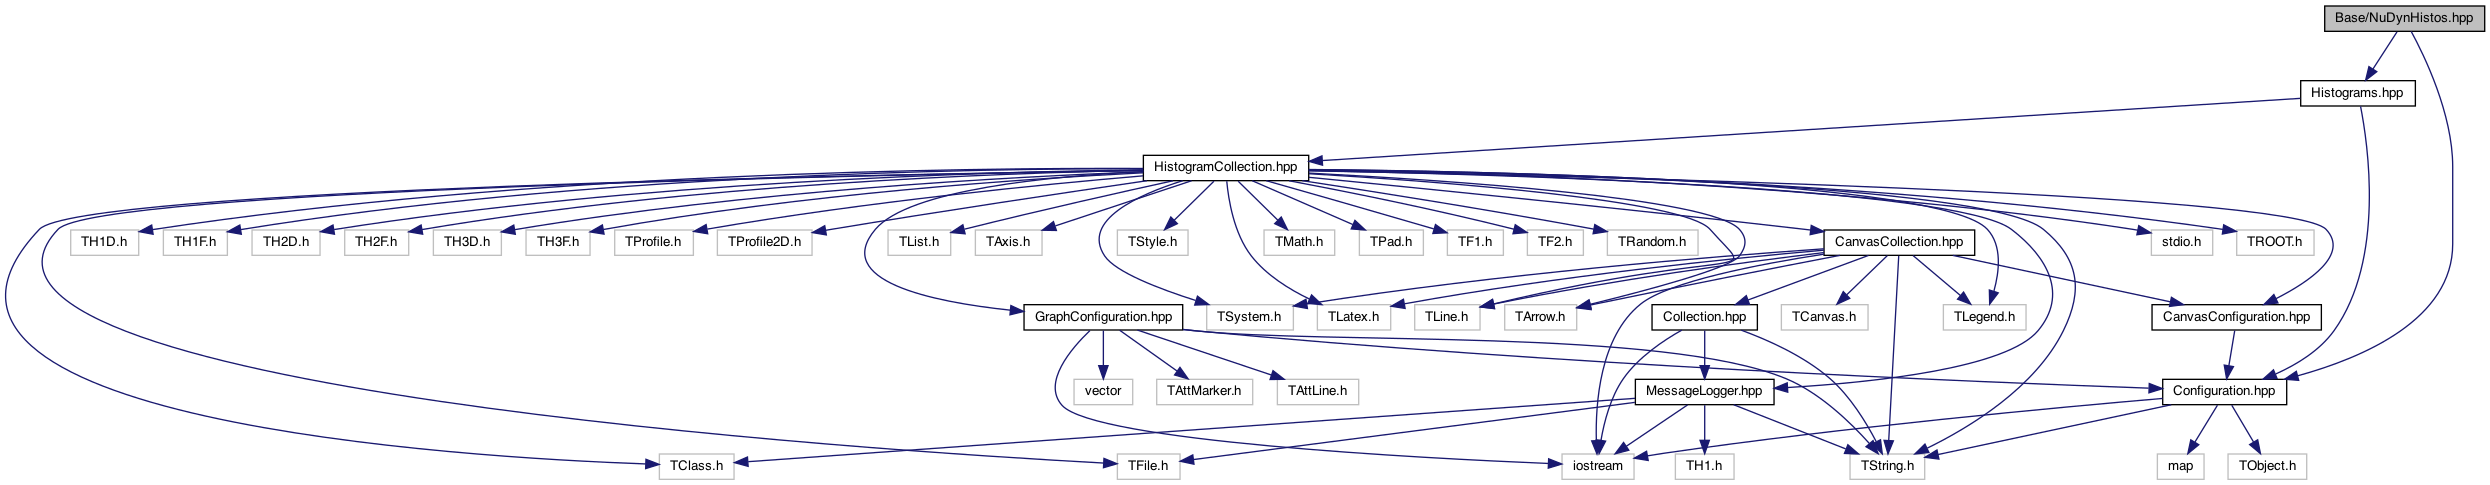 Base/NuDynHistos.hpp
Histograms.hpp
HistogramCollection.hpp
TH1D.h
TH1F.h
TH2D.h
TH2F.h
TH3D.h
TH3F.h
TProfile.h
TProfile2D.h
TList.h
TAxis.h
TStyle.h
TMath.h
TPad.h
TF1.h
TF2.h
TRandom.h
CanvasCollection.hpp
stdio.h
TROOT.h
GraphConfiguration.hpp
TSystem.h
TLatex.h
TLine.h
TArrow.h
Collection.hpp
TCanvas.h
TLegend.h
CanvasConfiguration.hpp
vector
TAttMarker.h
TAttLine.h
MessageLogger.hpp
Configuration.hpp
TClass.h
TFile.h
iostream
TH1.h
TString.h
map
TObject.h